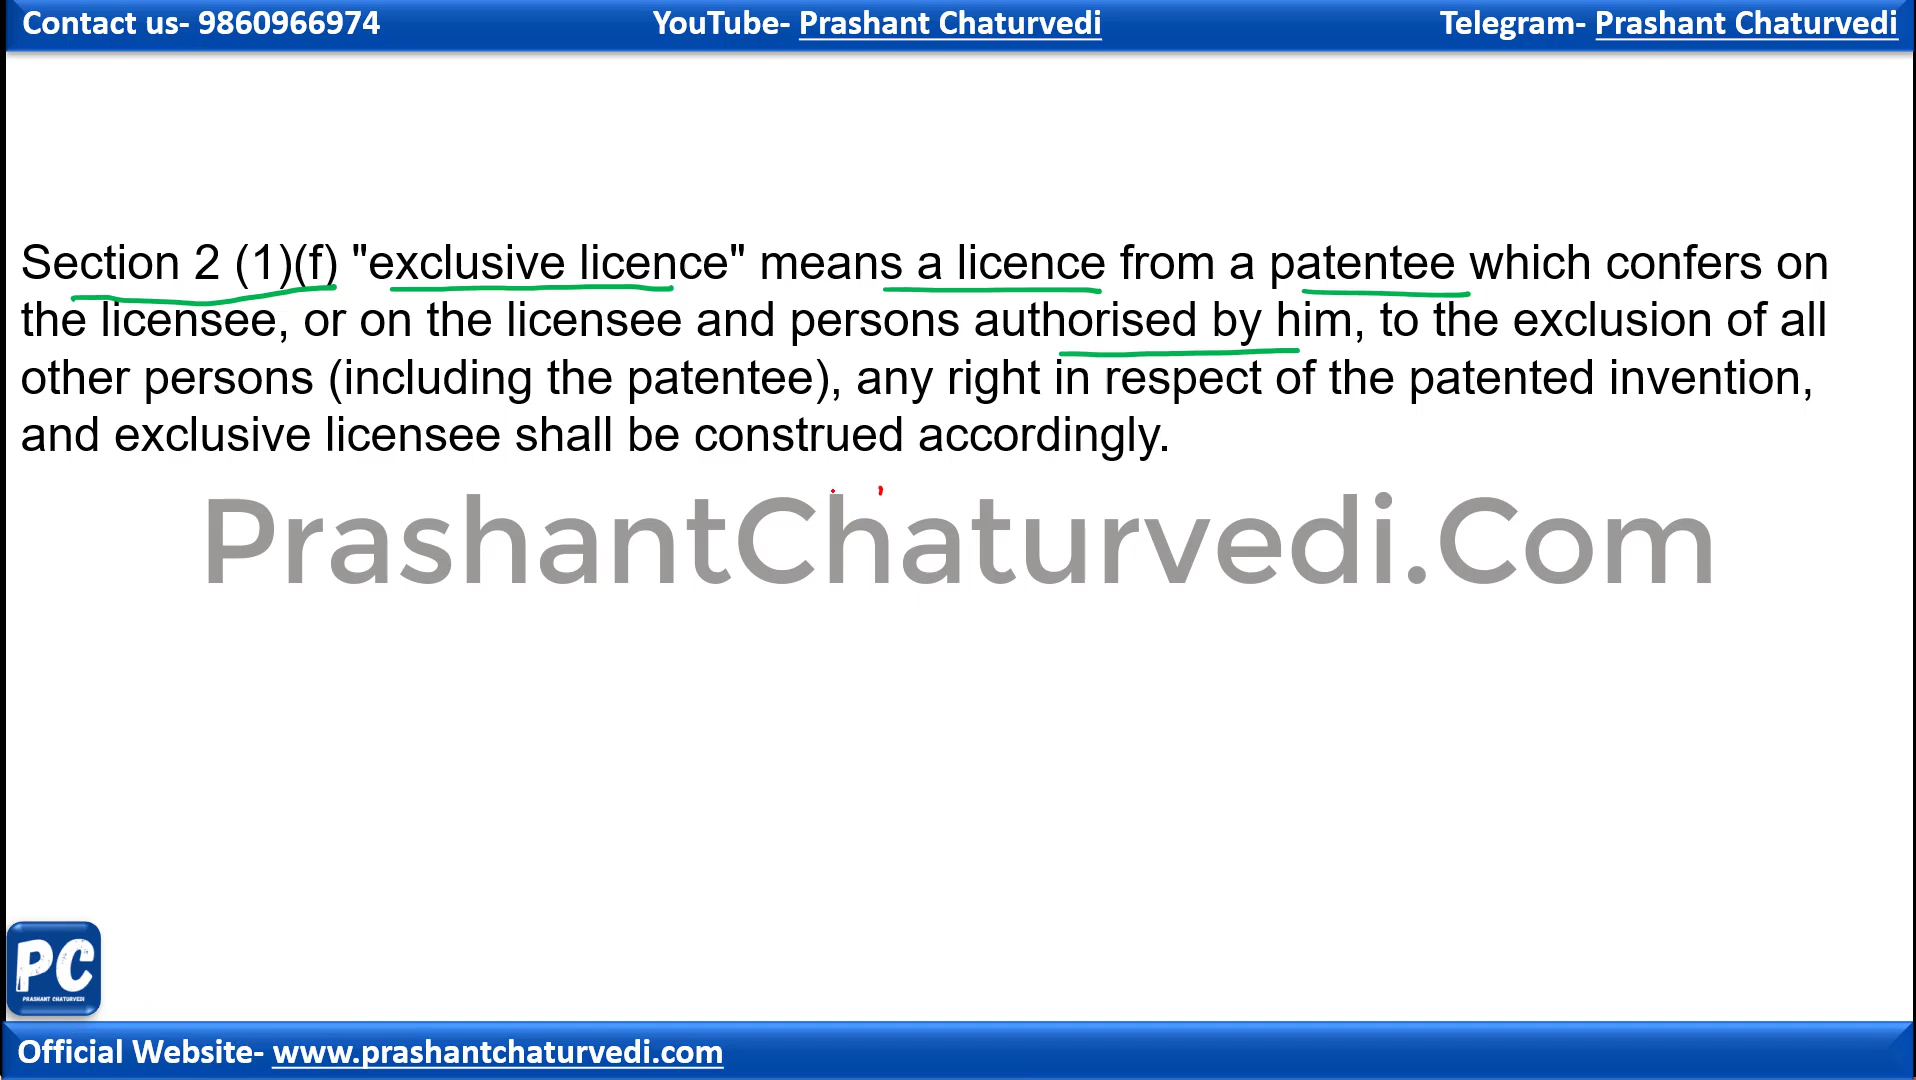 Contact us- 9860966974 YouTube- Prashant Chaturvedi Telegram- Prashant Chaturvedi
Section 2 (1)(f) "exclusive licence" means a licence from a patentee which confers on
the licensee, or on the licensee and persons authorised by him, to the exclusion of all
other persons (including the patentee), any right in respect of the patented invention,
and exclusive licensee shall be construed accordingly.
PrashantChaturvedi.Com
PC
PRASHANT CHATURVEDI
Official Website- www.prashantchaturvedi.com